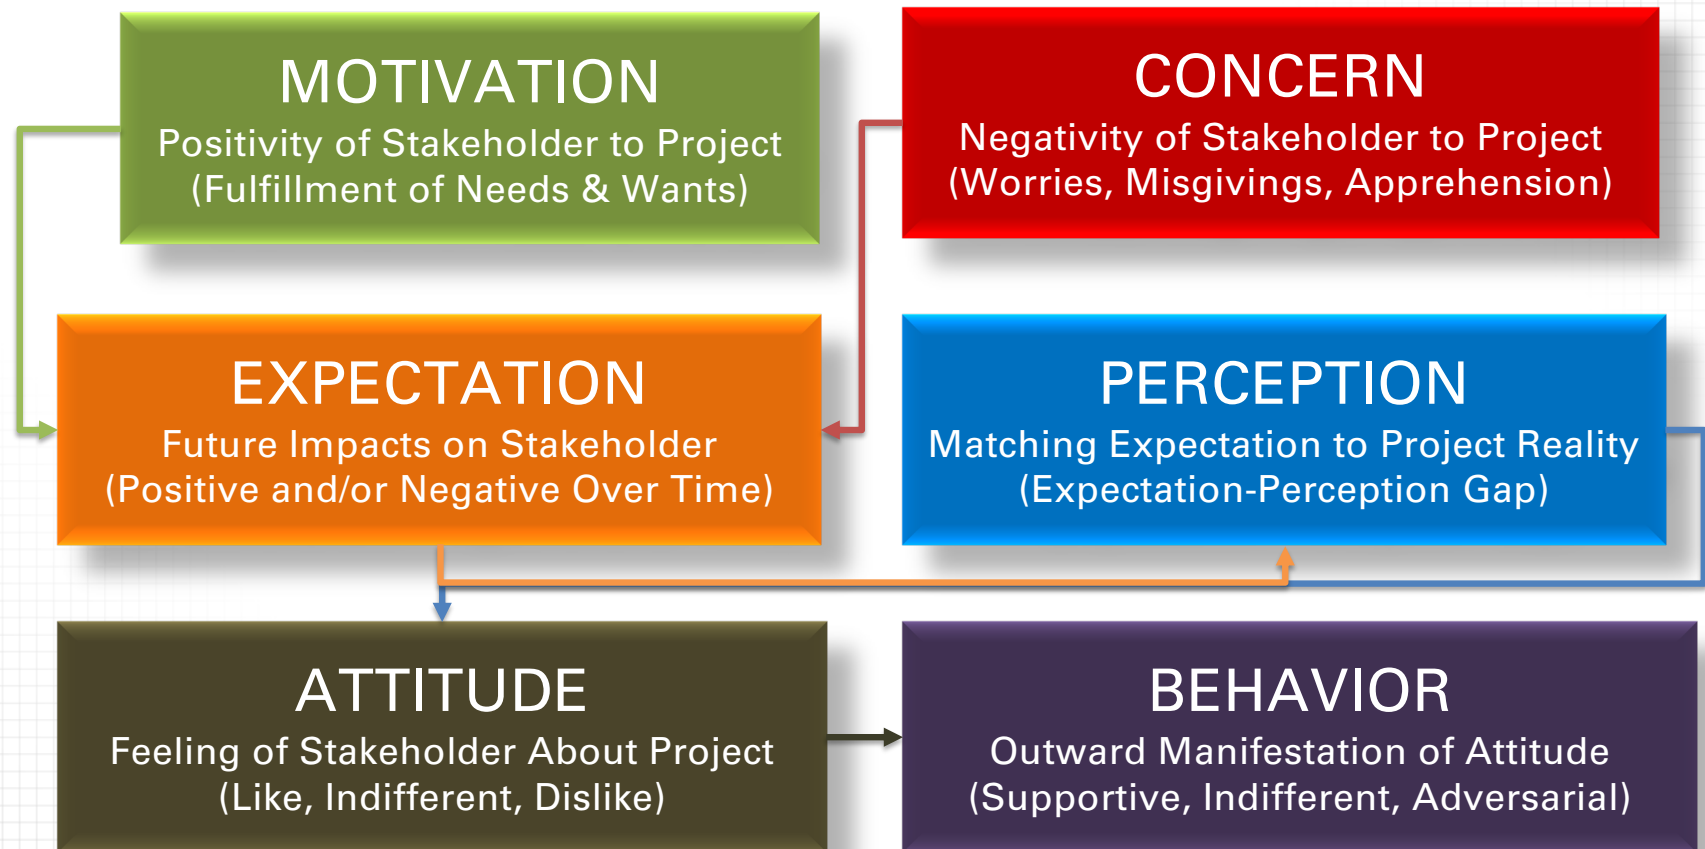 MOTIVATION
Positivity of Stakeholder to Project
(Fulfillment of Needs & Wants)
CONCERN
Negativity of Stakeholder to Project
(Worries, Misgivings, Apprehension)
EXPECTATION
Future Impacts on Stakeholder
(Positive and/or Negative Over Time)
PERCEPTION
Matching Expectation to Project Reality
(Expectation-Perception Gap)
ATTITUDE
Feeling of Stakeholder About Project
(Like, Indifferent, Dislike)
BEHAVIOR
Outward Manifestation of Attitude
(Supportive, Indifferent, Adversarial)